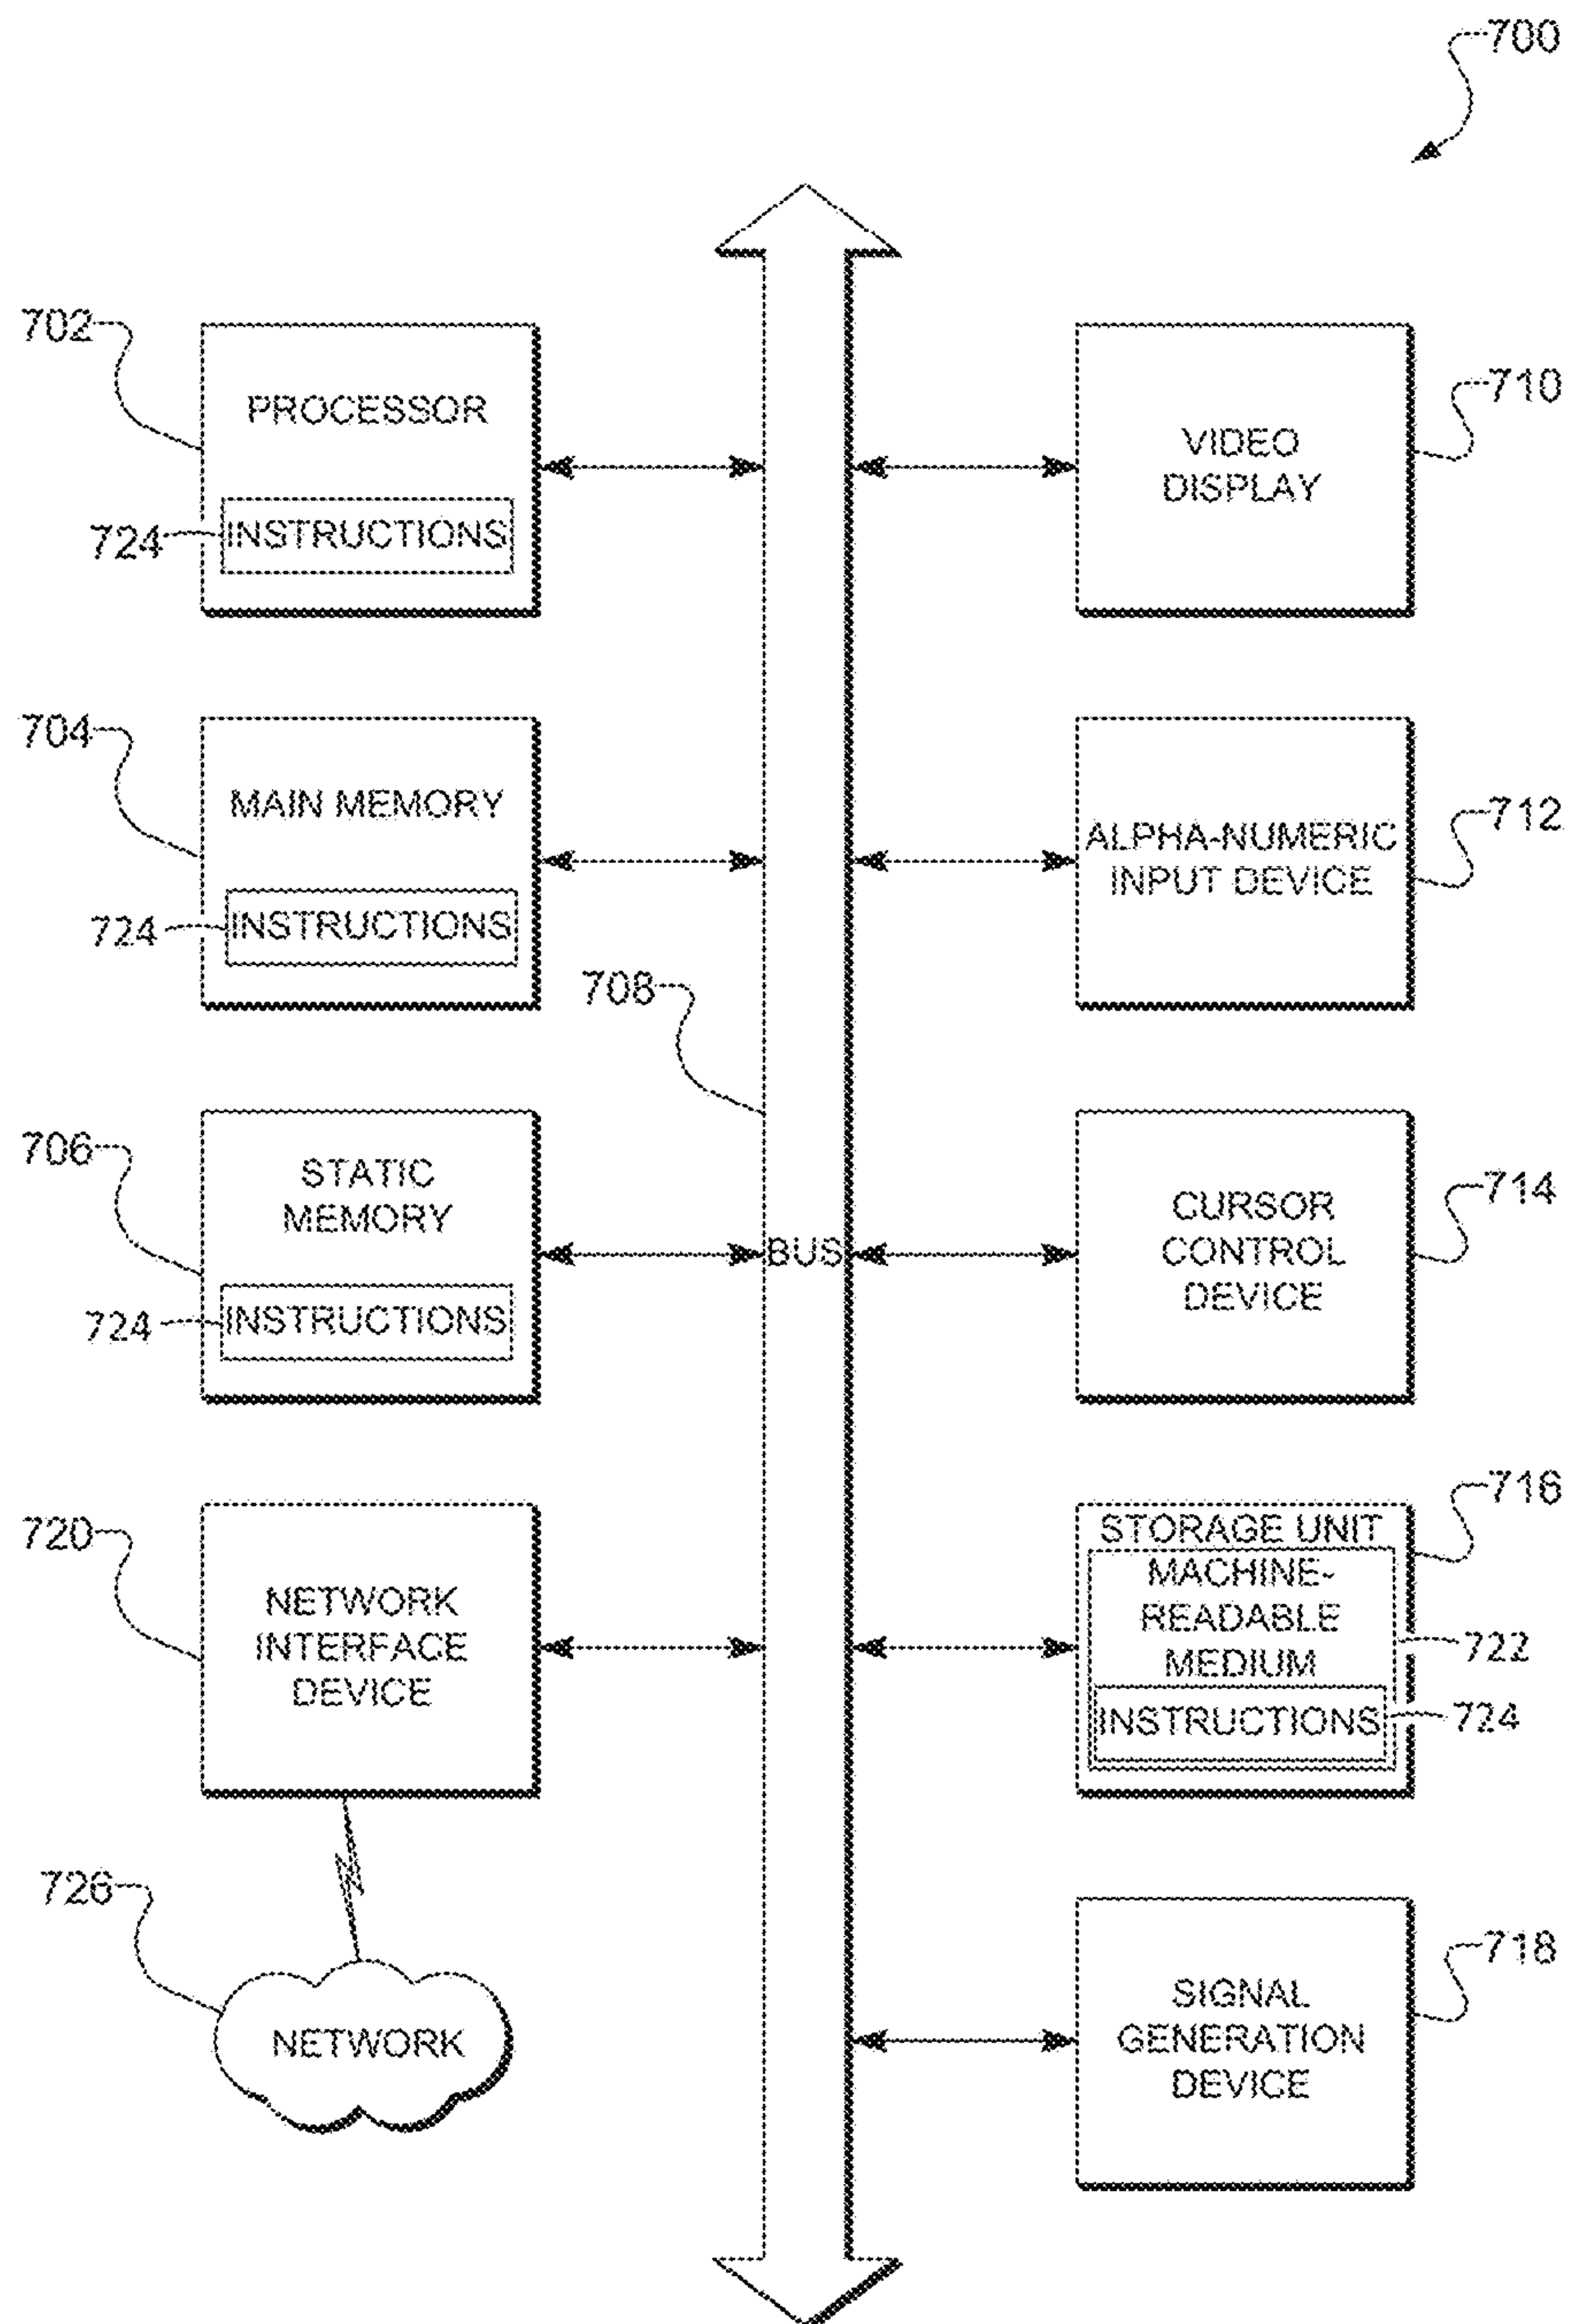 700
702
PROCESSOR
724
INSTRUCTIONS
710
VIDEO
DISPLAY
704
MAIN MEMORY
724
INSTRUCTIONS
712
ALPHA-NUMERIC
INPUT DEVICE
708
BUS
706
STATIC
MEMORY
724
INSTRUCTIONS
714
CURSOR
CONTROL
DEVICE
720
NETWORK
INTERFACE
DEVICE
716
STORAGE UNIT
MACHINE-
READABLE
MEDIUM
722
INSTRUCTIONS
724
726
NETWORK
718
SIGNAL
GENERATION
DEVICE